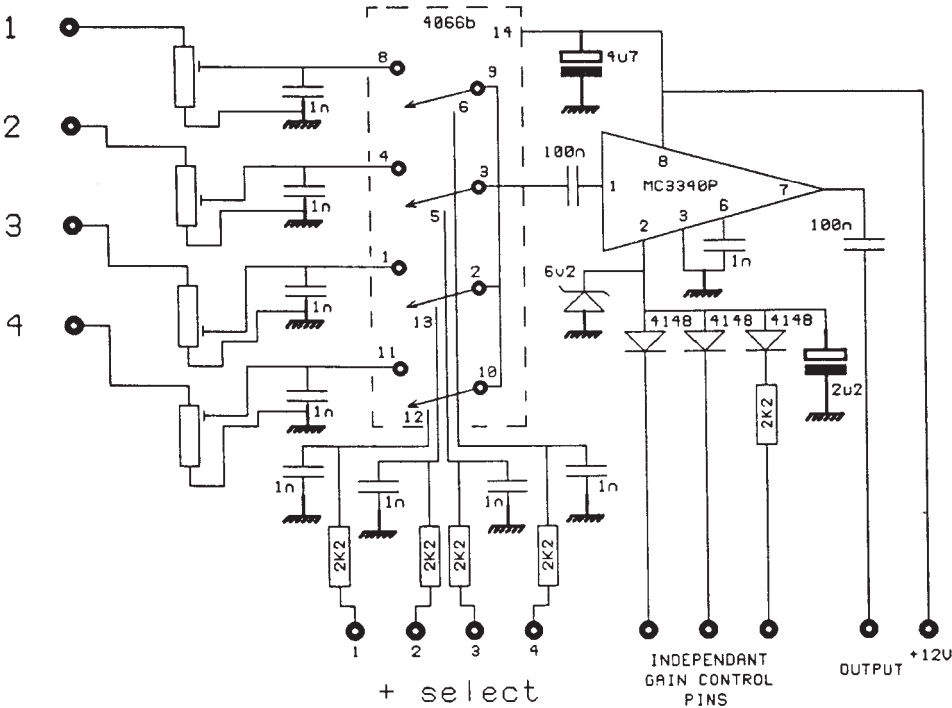 1
2
3
4
4066b
14
8
9
6
4
3
5
1
2
13
11
10
12
1n
1n
1n
1n
4u7
100n
1
8
MC3340P
7
2
3
6
1n
100n
6v2
4148
4148
4148
2u2
2K2
1n
1n
1n
1n
2K2
2K2
2K2
2K2
1
2
3
4
+ select
INDEPENDANT
GAIN CONTROL
PINS
OUTPUT
+12V